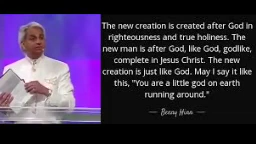 The new creation is created after God in
righteousness and true holiness. The
new man is after God, like God, godlike,
complete in Jesus Christ. The new
creation is just like God. May I say it like
this, "You are a little god on earth
running around."
— Benny Hinn —